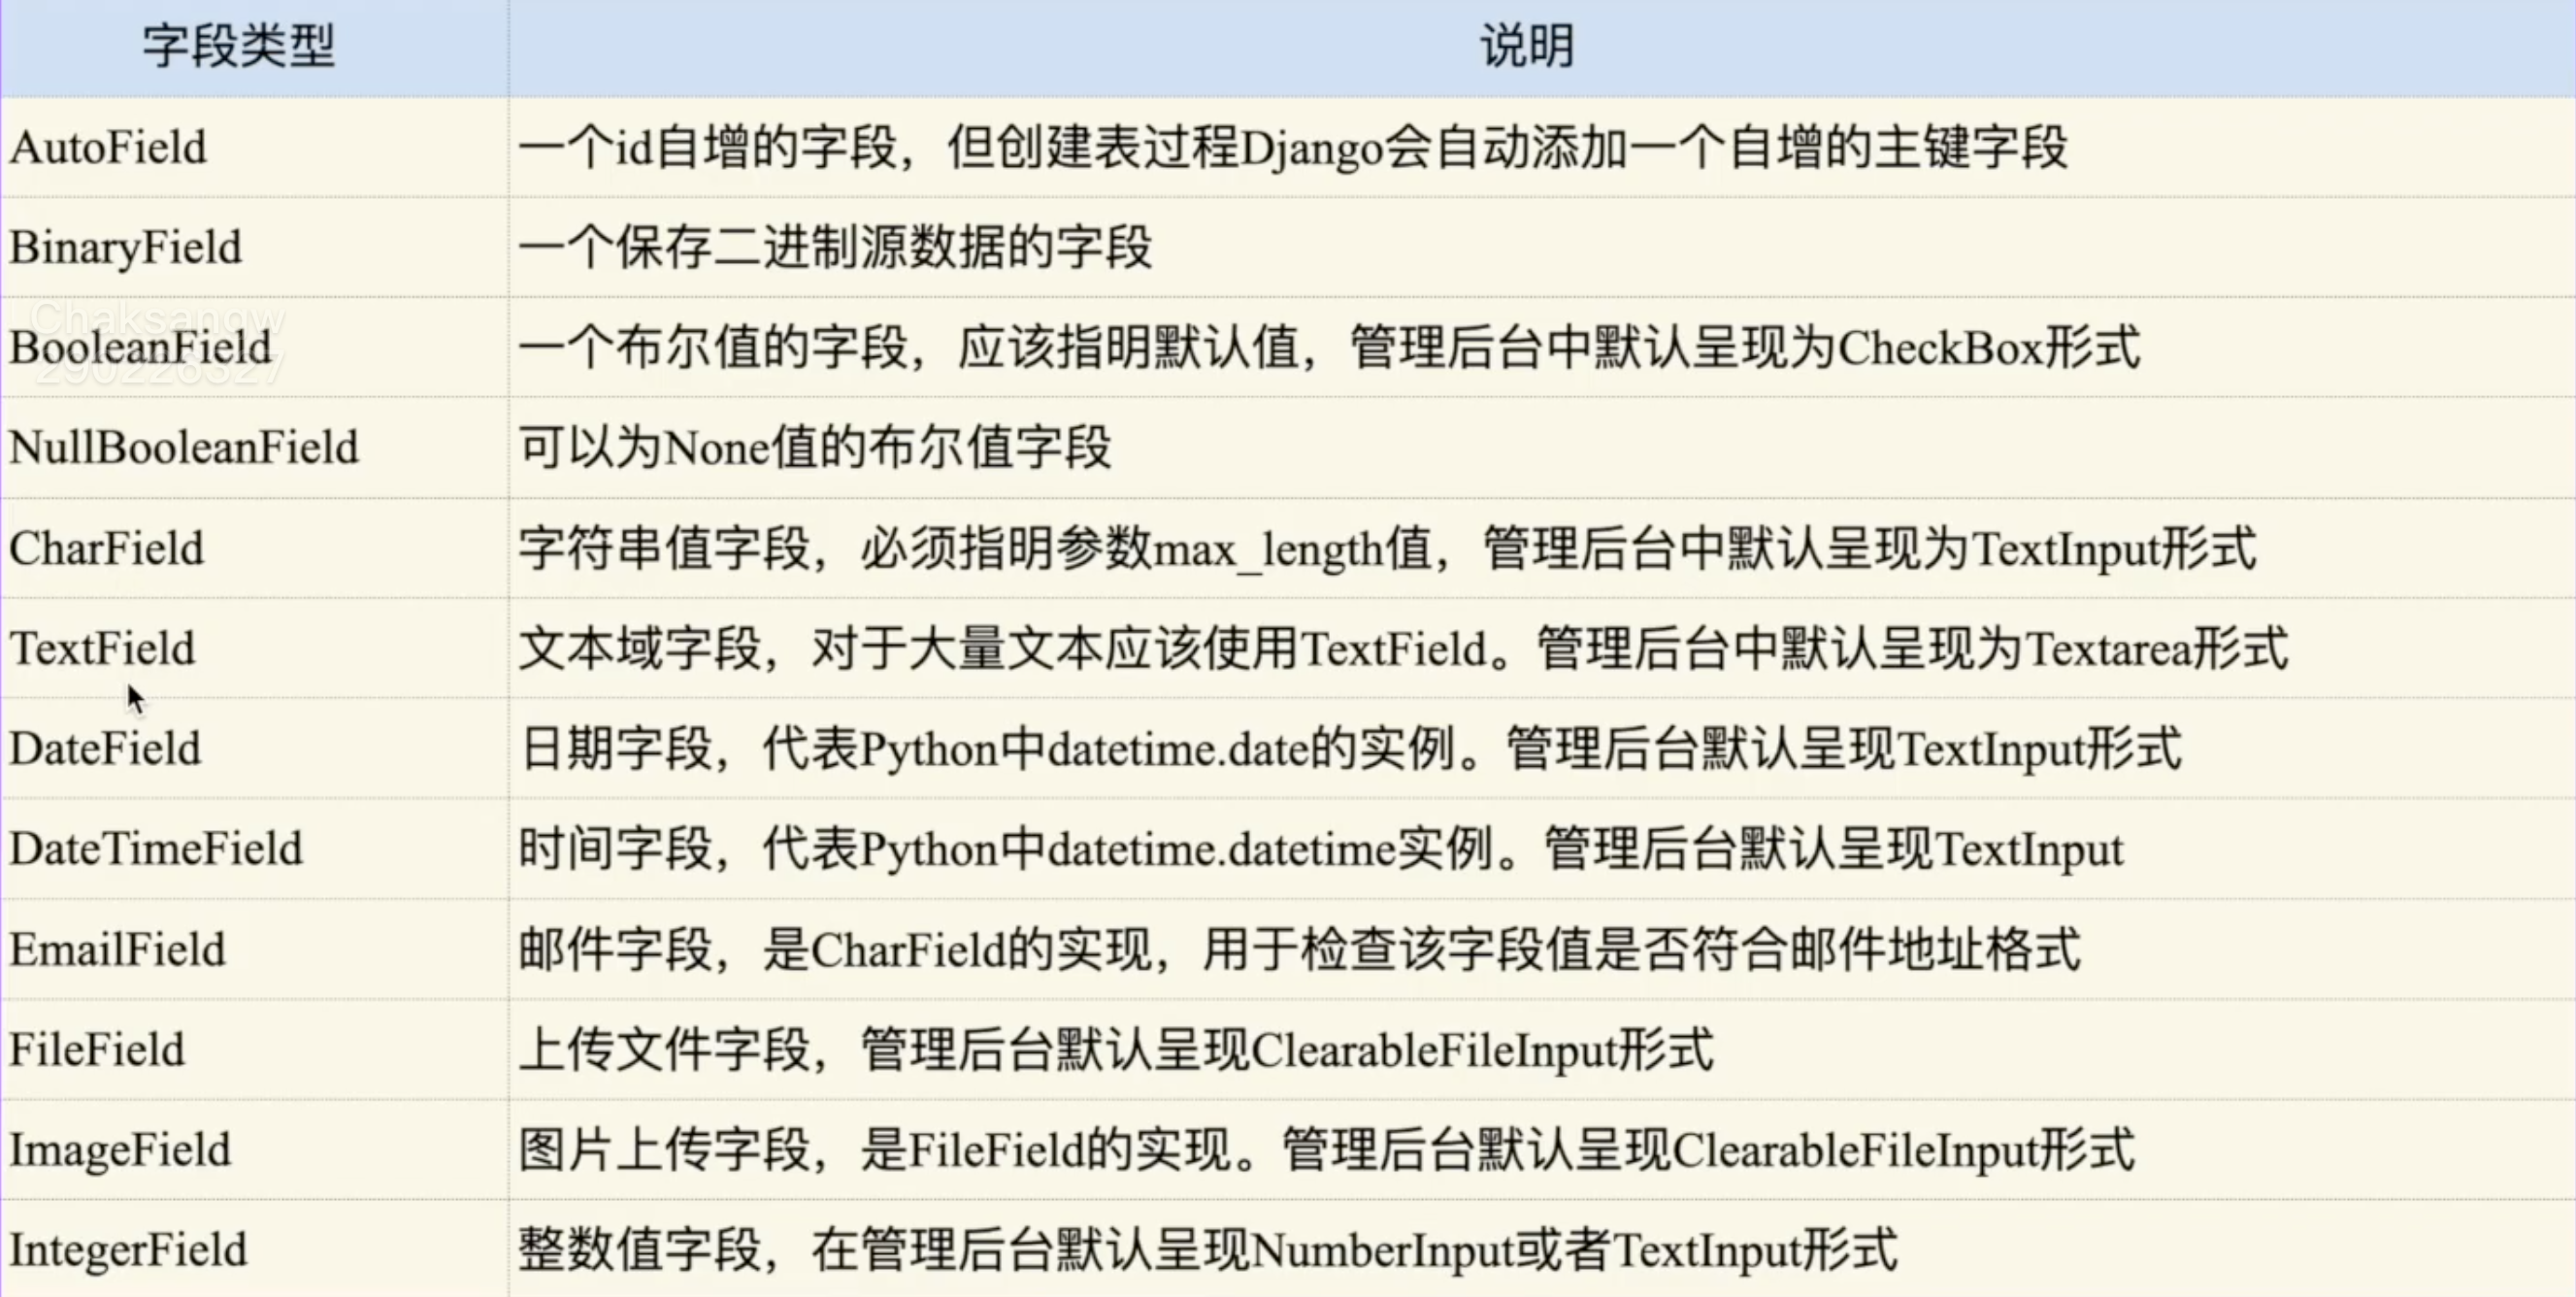 字段类型 说明
AutoField 一个id自增的字段，但创建表过程Django会自动添加一个自增的主键字段
BinaryField 一个保存二进制源数据的字段
Chaksangw
BooleanField 一个布尔值的字段，应该指明默认值，管理后台中默认呈现为CheckBox形式
290226327
NullBooleanField 可以为None值的布尔值字段
CharField 字符串值字段，必须指明参数max_length值，管理后台中默认呈现为TextInput形式
TextField 文本域字段，对于大量文本应该使用TextField。管理后台中默认呈现为Textarea形式
DateField 日期字段，代表Python中datetime.date的实例。管理后台默认呈现TextInput形式
DateTimeField 时间字段，代表Python中datetime.datetime实例。管理后台默认呈现TextInput
EmailField 邮件字段，是CharField的实现，用于检查该字段值是否符合邮件地址格式
FileField 上传文件字段，管理后台默认呈现ClearableFileInput形式
ImageField 图片上传字段，是FileField的实现。管理后台默认呈现ClearableFileInput形式
IntegerField 整数值字段，在管理后台默认呈现NumberInput或者TextInput形式